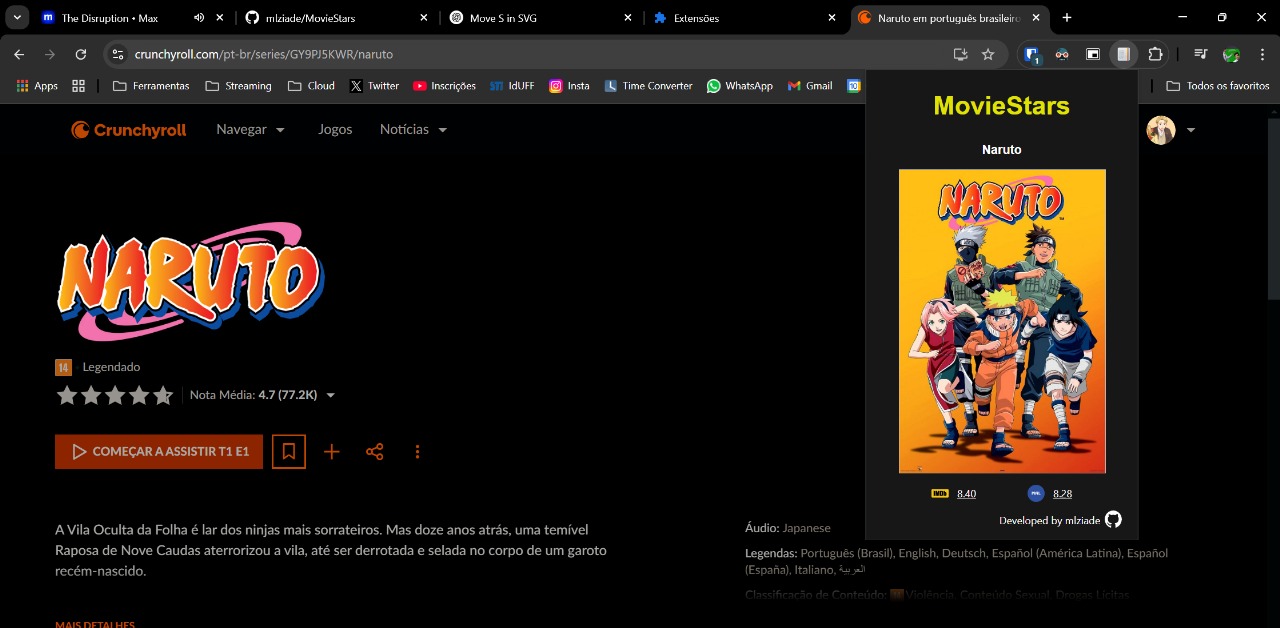 The Disruption • Max
mlziade/MovieStars
Move S in SVG
Extensões
Naruto em português brasileiro
crunchyroll.com/pt-br/series/GY9PJ5KWR/naruto
1
Apps
Ferramentas
Streaming
Cloud
Twitter
Inscrições
IdUFF
Insta
Time Converter
WhatsApp
Gmail
Todos os favoritos
Crunchyroll
Navegar
Jogos
Notícias
MovieStars
Naruto
NARUTO
IMDb 8.40
8.28
Developed by mlziade
NARUTO
14 Legendado
Nota Média: 4.7 (77.2K)
COMEÇAR A ASSISTIR T1 E1
A Vila Oculta da Folha é lar dos ninjas mais sorrateiros. Mas doze anos atrás, uma temível
Raposa de Nove Caudas aterrorizou a vila, até ser derrotada e selada no corpo de um garoto
recém-nascido.
MAIS DETALHES
Áudio: Japanese
Legendas: Português (Brasil), English, Deutsch, Español (América Latina), Español
(España), Italiano, العربية
Classificação de Conteúdo: Violência, Conteúdo Sexual, Drogas Lícitas